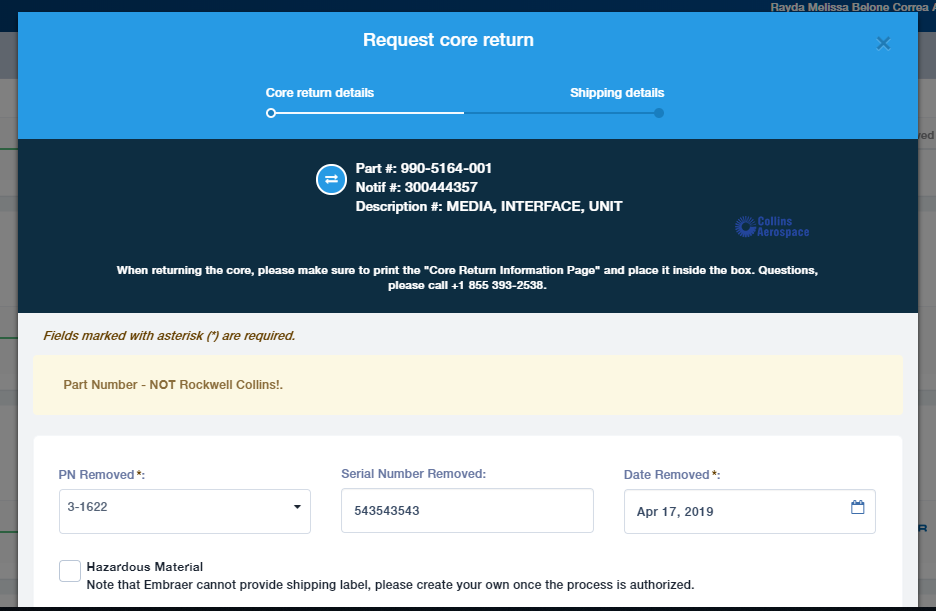 Rayda Melissa Belone Correa A
Request core return
Core return details
Shipping details
Part #: 990-5164-001
Notif #: 300444357
Description #: MEDIA, INTERFACE, UNIT
Collins
Aerospace
When returning the core, please make sure to print the "Core Return Information Page" and place it inside the box. Questions,
please call +1 855 393-2538.
Fields marked with asterisk (*) are required.
Part Number - NOT Rockwell Collins!.
PN Removed *:
Serial Number Removed:
Date Removed *:
3-1622
543543543
Apr 17, 2019
Hazardous Material
Note that Embraer cannot provide shipping label, please create your own once the process is authorized.